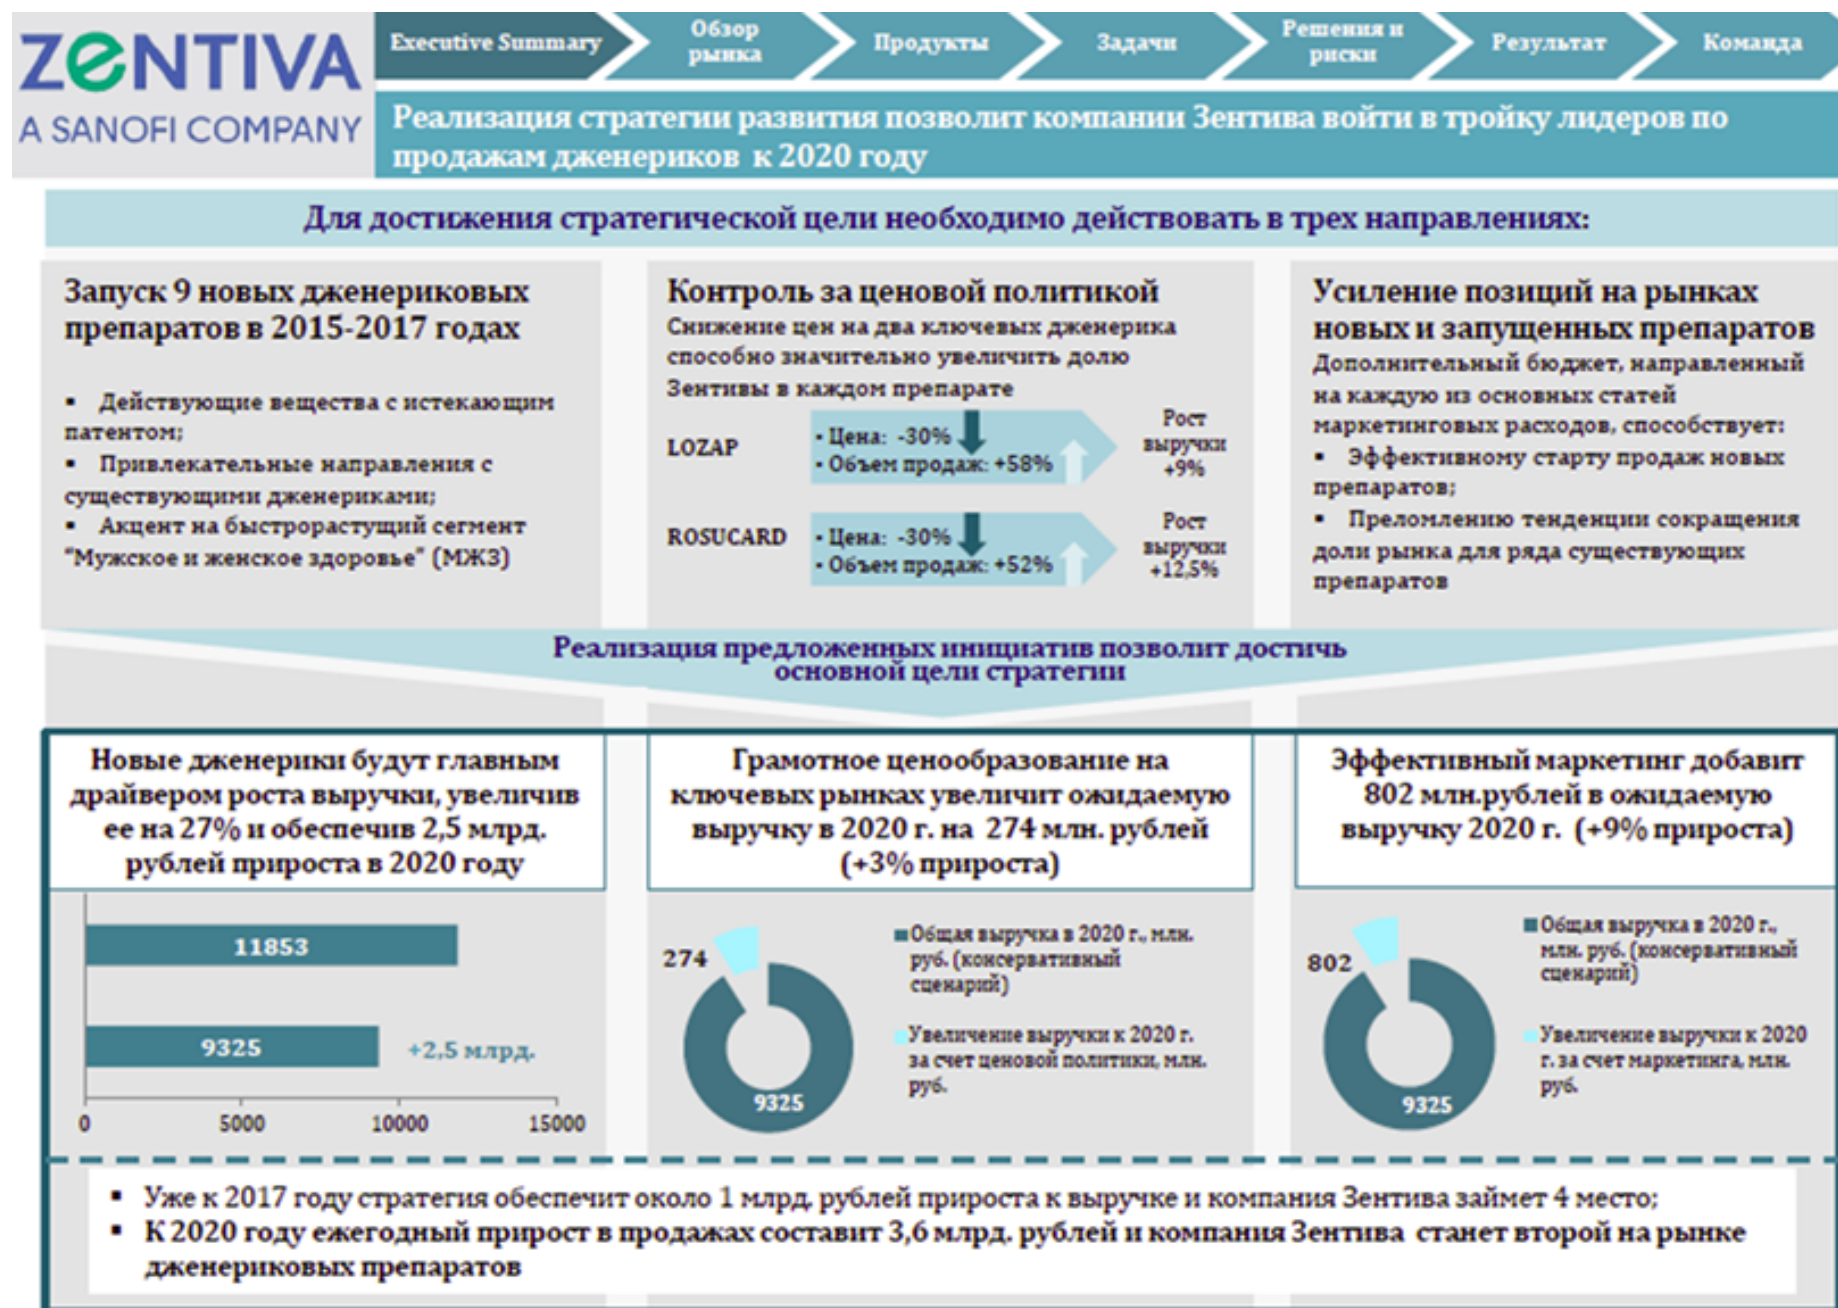 ZENTIVA
A SANOFI COMPANY
Executive Summary
Обзор
рынка
Продукты
Задачи
Решения и
риски
Результат
Команда
Реализация стратегии развития позволит компании Зентива войти в тройку лидеров по
продажам дженериков к 2020 году
Для достижения стратегической цели необходимо действовать в трех направлениях:
Запуск 9 новых дженериковых
препаратов в 2015-2017 годах
▪ Действующие вещества с истекающим
патентом;
▪ Привлекательные направления с
существующими дженериками;
▪ Акцент на быстрорастущий сегмент
“Мужское и женское здоровье” (МЖЗ)
Контроль за ценовой политикой
Снижение цен на два ключевых дженерика
способно значительно увеличить долю
Зентивы в каждом препарате
LOZAP
▪ Цена: -30%
▪ Объем продаж: +58%
Рост
выручки
+9%
ROSUCARD
▪ Цена: -30%
▪ Объем продаж: +52%
Рост
выручки
+12,5%
Усиление позиций на рынках
новых и запущенных препаратов
Дополнительный бюджет, направленный
на каждую из основных статей
маркетинговых расходов, способствует:
▪ Эффективному старту продаж новых
препаратов;
▪ Преломлению тенденции сокращения
доли рынка для ряда существующих
препаратов
Реализация предложенных инициатив позволит достичь
основной цели стратегии
Новые дженерики будут главным
драйвером роста выручки, увеличив
ее на 27% и обеспечив 2,5 млрд.
рублей прироста в 2020 году
11853
9325
+2,5 млрд.
0 5000 10000 15000
Грамотное ценообразование на
ключевых рынках увеличит ожидаемую
выручку в 2020 г. на 274 млн. рублей
(+3% прироста)
274
9325
Общая выручка в 2020 г., млн.
руб. (консервативный
сценарий)
Увеличение выручки к 2020 г.
за счет ценовой политики, млн.
руб.
Эффективный маркетинг добавит
802 млн.рублей в ожидаемую
выручку 2020 г. (+9% прироста)
802
9325
Общая выручка в 2020 г.,
млн. руб. (консервативный
сценарий)
Увеличение выручки к 2020
г. за счет маркетинга, млн.
руб.
▪ Уже к 2017 году стратегия обеспечит около 1 млрд. рублей прироста к выручке и компания Зентива займет 4 место;
▪ К 2020 году ежегодный прирост в продажах составит 3,6 млрд. рублей и компания Зентива станет второй на рынке
дженериковых препаратов